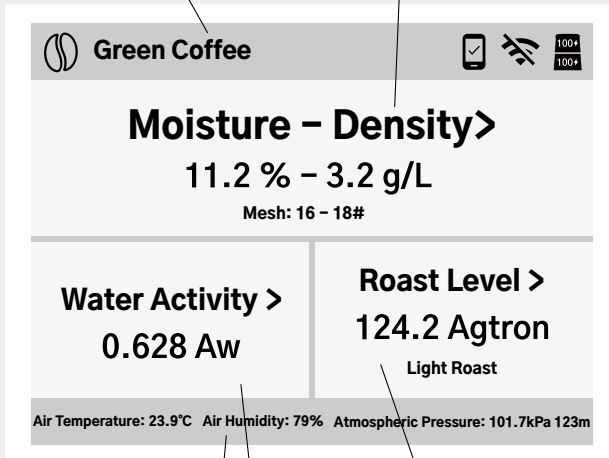 Green Coffee
100
100
Moisture - Density>
11.2 % - 3.2 g/L
Mesh: 16 - 18#
Water Activity >
0.628 Aw
Roast Level >
124.2 Agtron
Light Roast
Air Temperature: 23.9℃ Air Humidity: 79% Atmospheric Pressure: 101.7kPa 123m